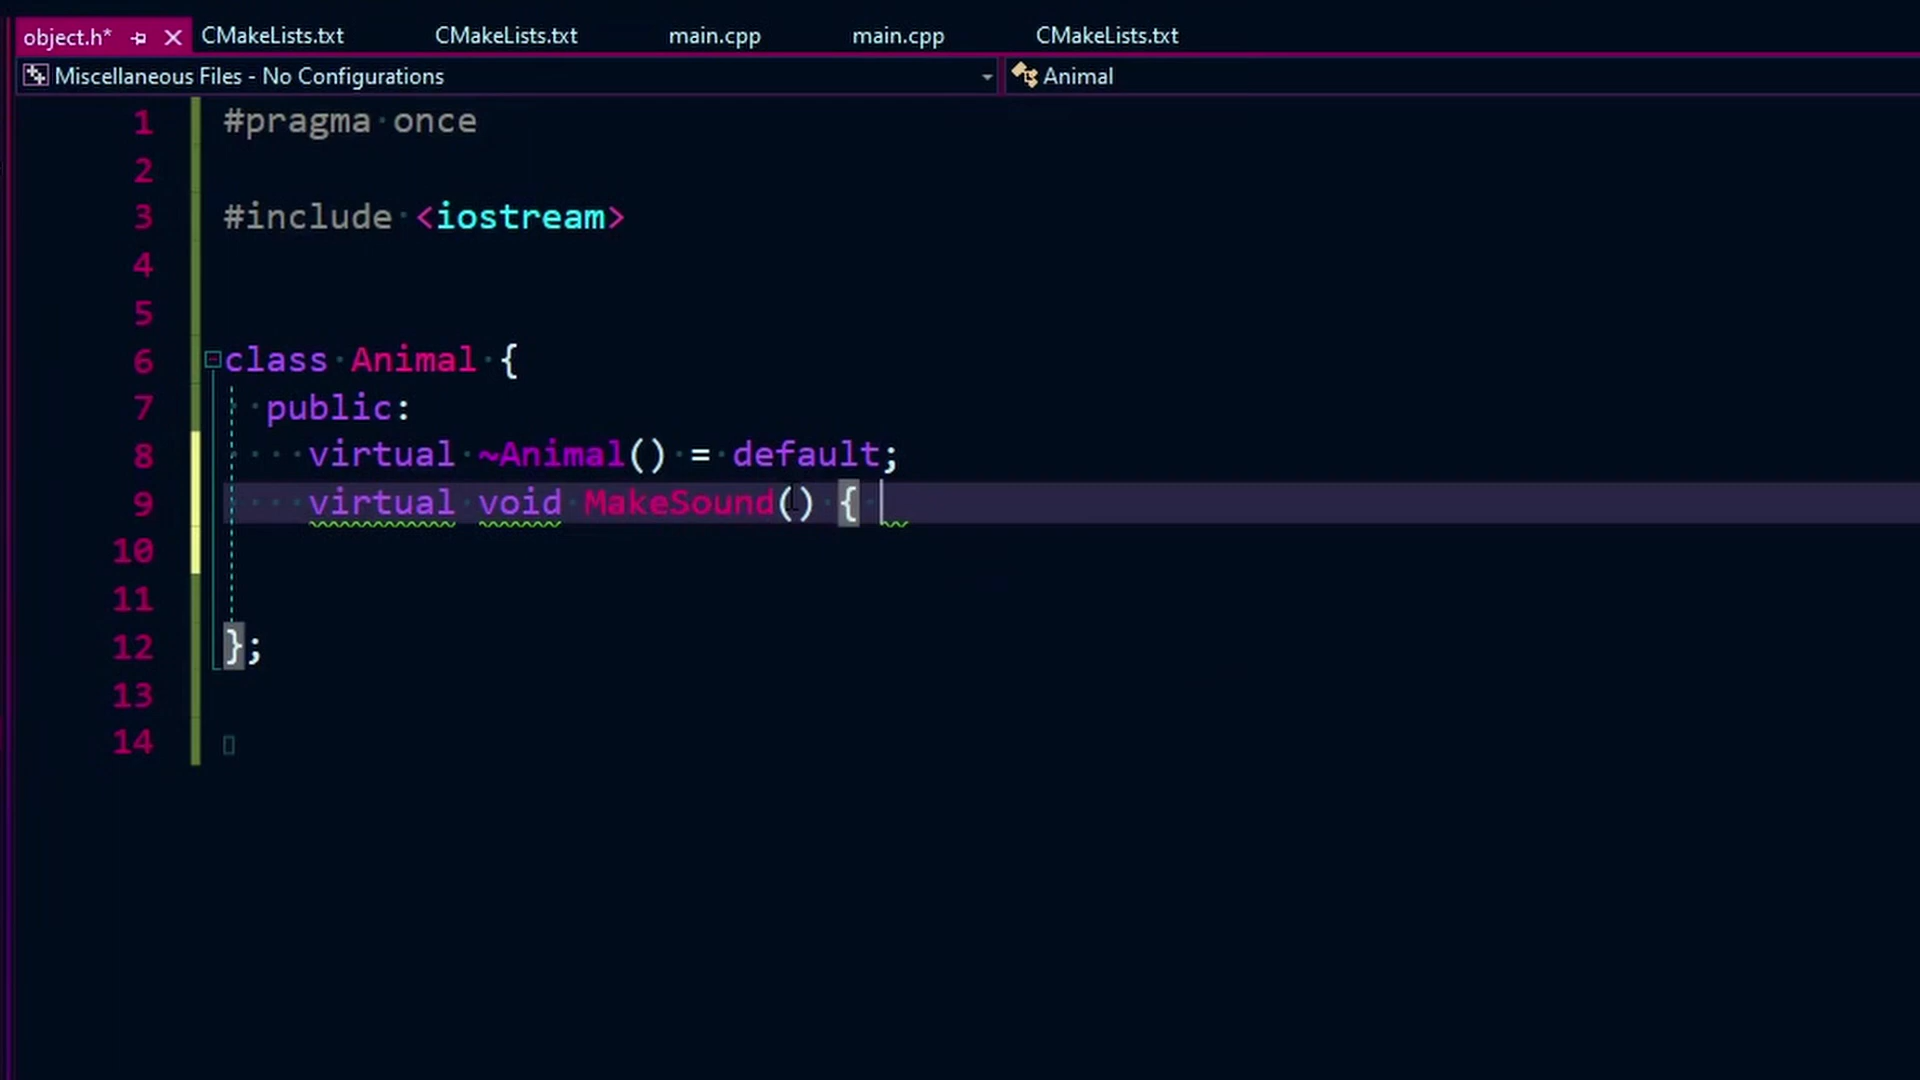 object.h* CMakeLists.txt CMakeLists.txt main.cpp main.cpp CMakeLists.txt
Miscellaneous Files - No Configurations Animal
1 #pragma once
2
3 #include <iostream>
4
5
6 class Animal {
7 public:
8 virtual ~Animal() = default;
9 virtual void MakeSound() {
10
11
12 };
13
14